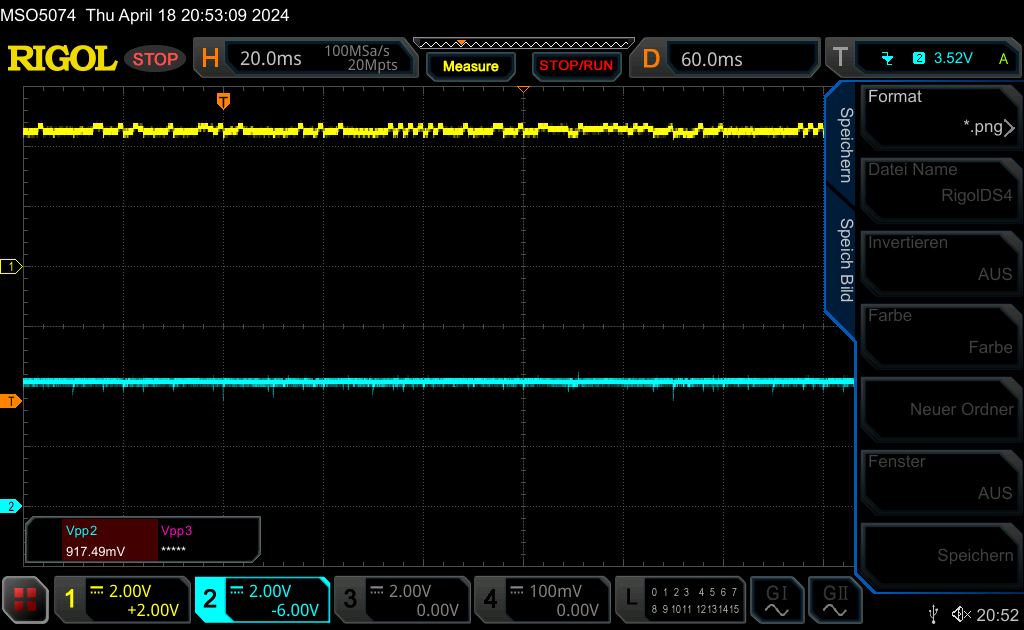 MSO5074 Thu April 18 20:53:09 2024
RIGOL STOP H 20.0ms 100MSa/s 20Mpts Measure STOP/RUN D 60.0ms T 2 3.52V A
T
Speichern
Speich Bild
Format
*.png
Datei Name
RigolDS4
Invertieren
AUS
Farbe
Farbe
Neuer Ordner
Fenster
AUS
Speichern
1
T
2
Vpp2 Vpp3
917.49mV *****
1 2.00V +2.00V
2 2.00V -6.00V
3 2.00V 0.00V
4 100mV 0.00V
L 0 1 2 3 4 5 6 7
8 9 10 11 12 13 14 15
GI GII
20:52